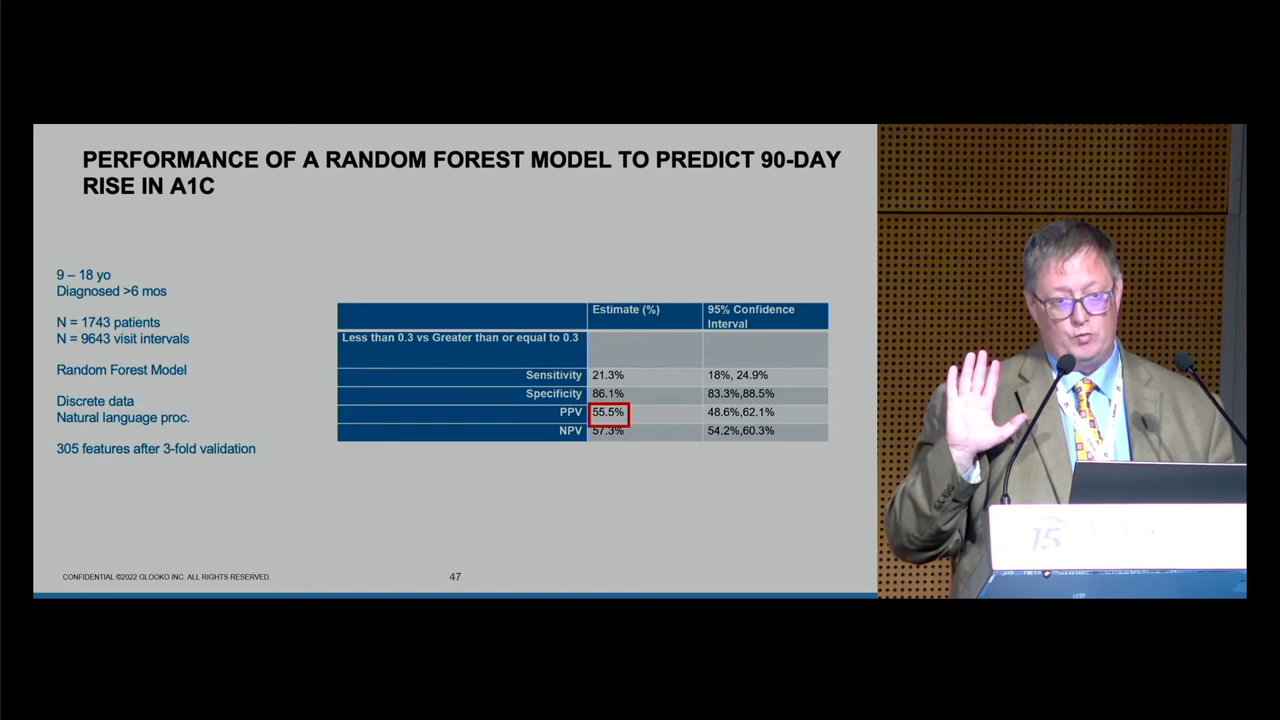 PERFORMANCE OF A RANDOM FOREST MODEL TO PREDICT 90-DAY
RISE IN A1C
9 – 18 yo
Diagnosed >6 mos
N = 1743 patients
N = 9643 visit intervals
Random Forest Model
Discrete data
Natural language proc.
305 features after 3-fold validation
Estimate (%) 95% Confidence
Interval
Less than 0.3 vs Greater than or equal to 0.3
Sensitivity 21.3% 18%, 24.9%
Specificity 86.1% 83.3%,88.5%
PPV 55.5% 48.6%,62.1%
NPV 57.3% 54.2%,60.3%
CONFIDENTIAL ©2022 GLOOKO INC. ALL RIGHTS RESERVED.
47
15